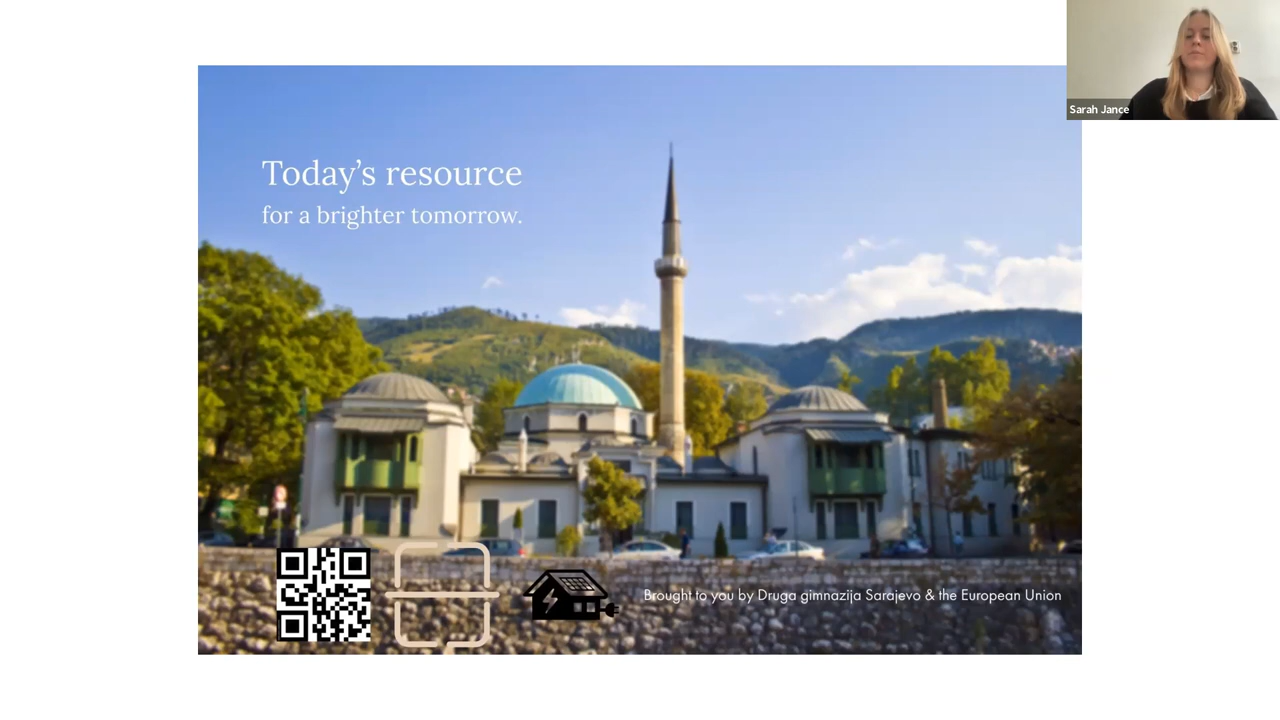 Sarah Jance
Today's resource
for a brighter tomorrow.
Brought to you by Druga gimnazija Sarajevo & the European Union